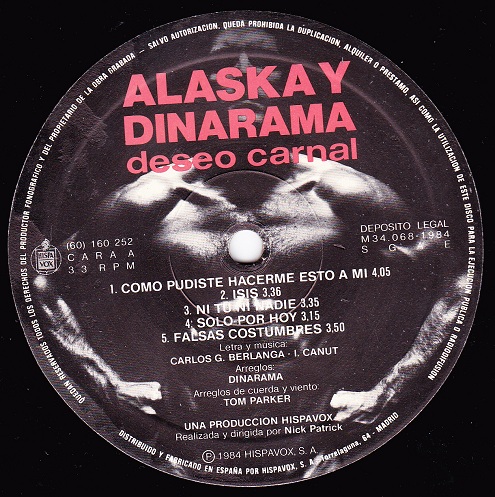 QUEDAN RESERVADOS TODOS LOS DERECHOS DEL PRODUCTOR FONOGRAFICO Y DEL PROPIETARIO DE LA OBRA GRABADA — SALVO AUTORIZACION, QUEDA PROHIBIDA LA DUPLICACION, ALQUILER O PRESTAMO, ASI COMO LA UTILIZACION DE ESTE DISCO PARA LA EJECUCION PUBLICA O RADIODIFUSION
ALASKA Y
DINARAMA
deseo carnal
HISPA
VOX
(60) 160 252
CARA A
33 RPM
DEPOSITO LEGAL
M 34.068-1984
S G E
1. COMO PUDISTE HACERME ESTO A MI 4,05
2. ISIS 3,36
3. NI TU NI NADIE 3,35
4. SOLO POR HOY 3,15
5. FALSAS COSTUMBRES 3,50
Letra y música:
CARLOS G. BERLANGA - I. CANUT
Arreglos:
DINARAMA
Arreglos de cuerda y viento:
TOM PARKER
UNA PRODUCCION HISPAVOX
Realizada y dirigida por Nick Patrick
Ⓟ 1984 HISPAVOX, S. A.
DISTRIBUIDO Y FABRICADO EN ESPAÑA POR HISPAVOX, S. A. - Torrelaguna, 64 - MADRID